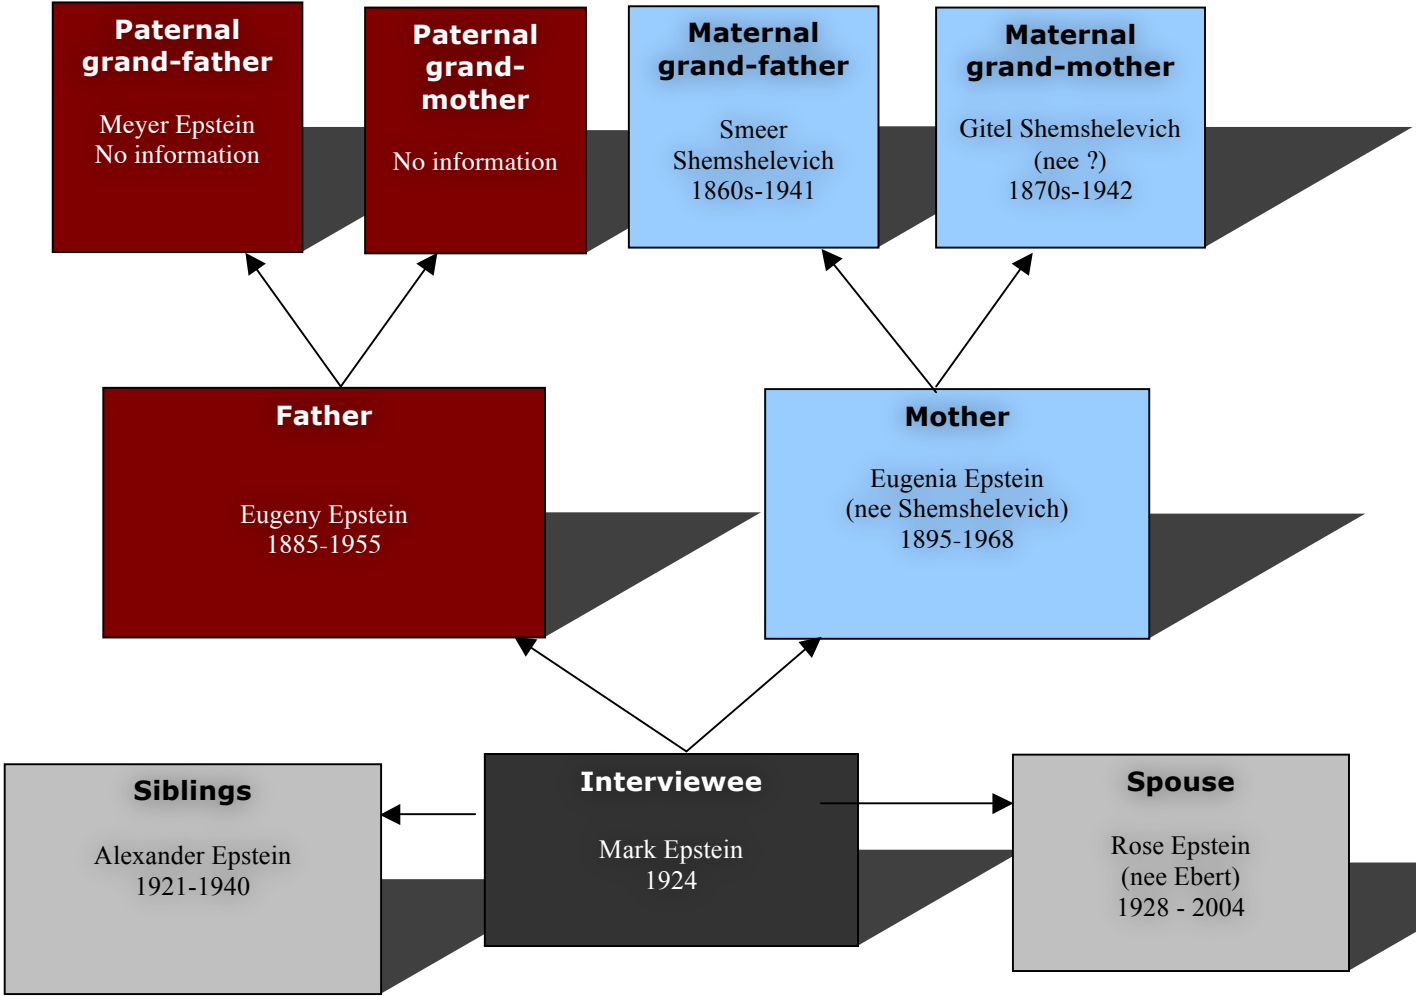 Paternal
grand-father
Meyer Epstein
No information
Paternal
grand-
mother
No information
Maternal
grand-father
Smeer
Shemshelevich
1860s-1941
Maternal
grand-mother
Gitel Shemshelevich
(nee ?)
1870s-1942
Father
Eugeny Epstein
1885-1955
Mother
Eugenia Epstein
(nee Shemshelevich)
1895-1968
Siblings
Alexander Epstein
1921-1940
Interviewee
Mark Epstein
1924
Spouse
Rose Epstein
(nee Ebert)
1928 - 2004